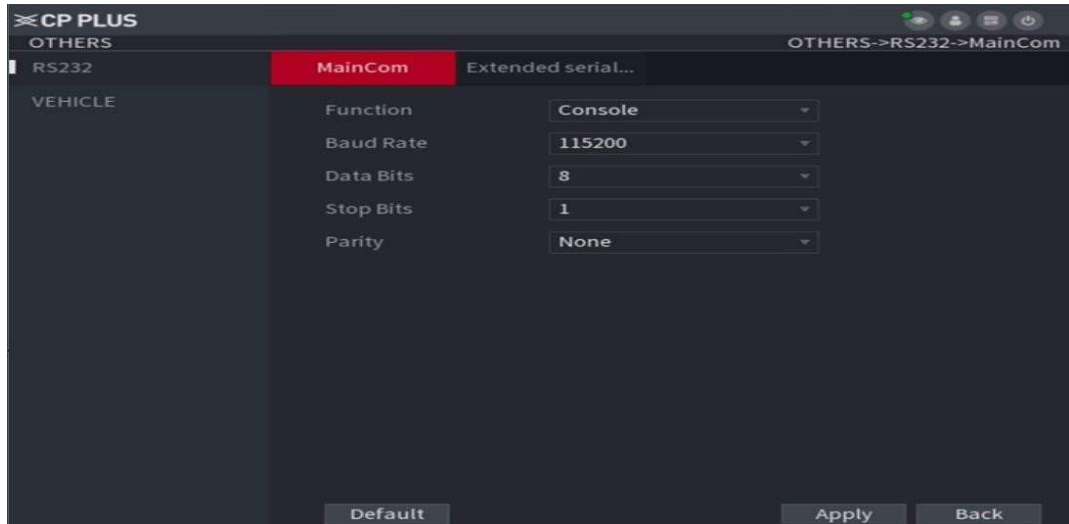 CP PLUS
OTHERS OTHERS->RS232->MainCom
RS232 MainCom Extended serial...
VEHICLE
Function Console
Baud Rate 115200
Data Bits 8
Stop Bits 1
Parity None
Default Apply Back